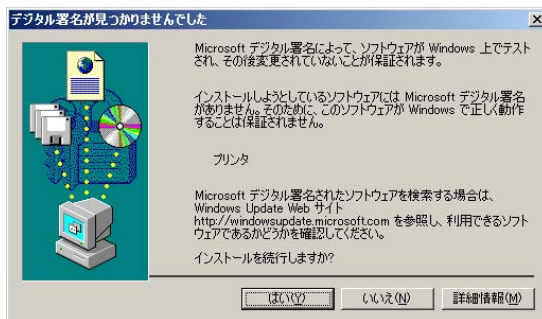 デジタル署名が見つかりませんでした
Microsoft デジタル署名によって、ソフトウェアが Windows 上でテスト
され、その後変更されていないことが保証されます。
インストールしようとしているソフトウェアには Microsoft デジタル署名
がありません。そのために、このソフトウェアが Windows で正しく動作
することは保証されません。
プリンタ
Microsoft デジタル署名されたソフトウェアを検索する場合は、
Windows Update Web サイト
http://windowsupdate.microsoft.com を参照し、利用できるソフト
ウェアであるかどうかを確認してください。
インストールを続行しますか?
はい(Y) いいえ(N) 詳細情報(M)